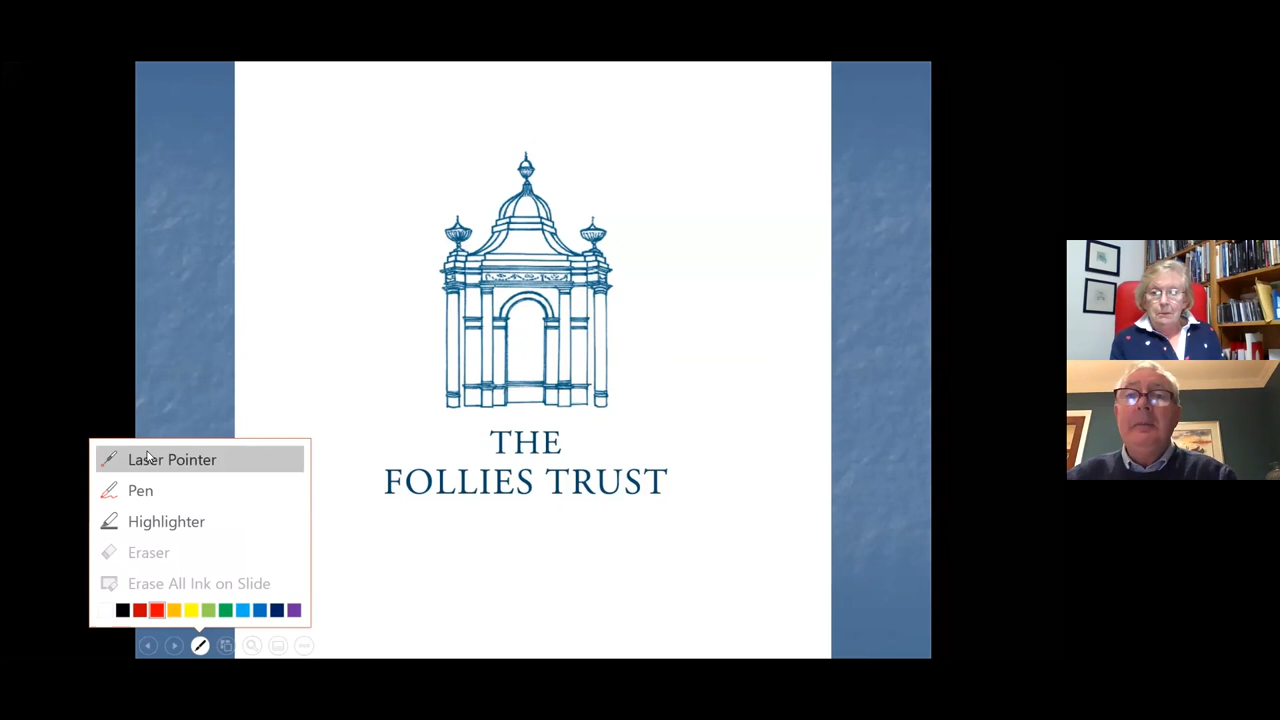 THE
FOLLIES TRUST
Laser Pointer
Pen
Highlighter
Eraser
Erase All Ink on Slide